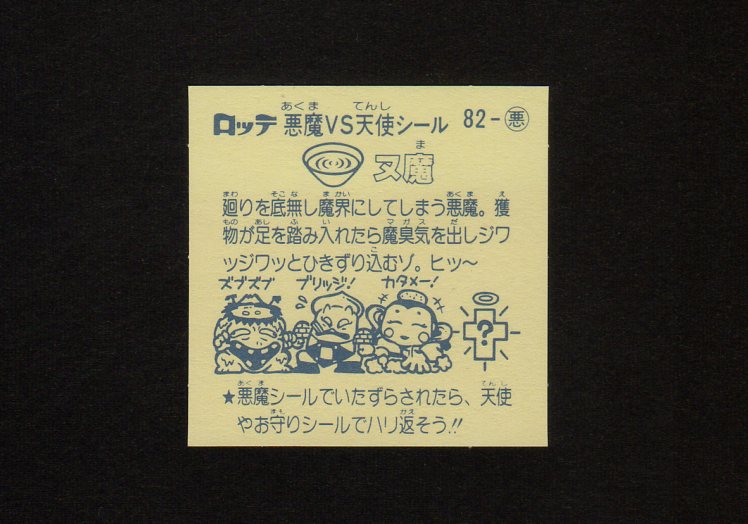 ロッテ 悪魔VS天使シール 82-悪
あくま てんし
ヌ魔
ま
廻りを底無し魔界にしてしまう悪魔。獲
まわ そこな まかい あくま え
物が足を踏み入れたら魔臭気を出しジワ
もの あし ふ い マガス だ
ッジワッとひきずり込むゾ。ヒッ〜
こ
ズブズブ ブリッジ! カタメー!
?
★悪魔シールでいたずらされたら、天使
あくま てんし
やお守りシールでハリ返そう!!
まも かえ